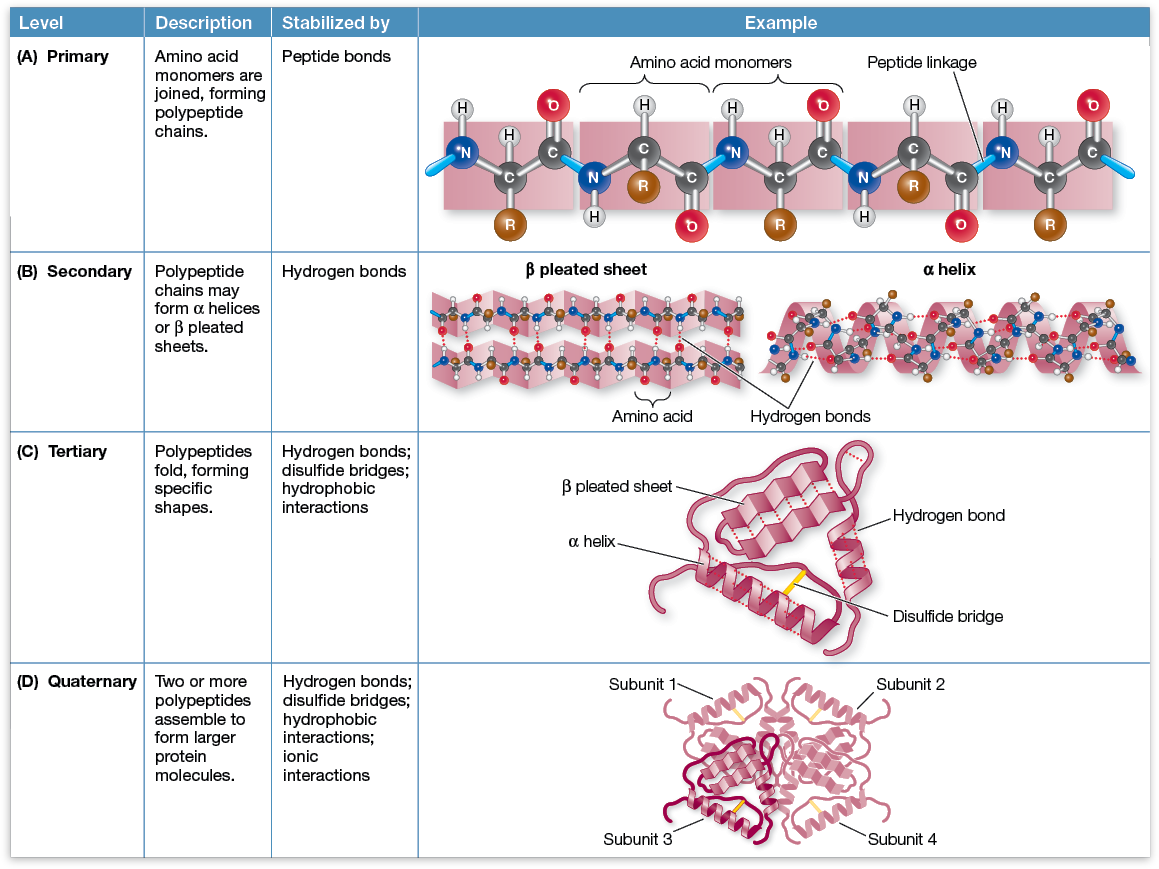 Level
Description
Stabilized by
Example
(A) Primary
Amino acid
monomers are
joined, forming
polypeptide
chains.
Peptide bonds
Amino acid monomers
Peptide linkage
H
O
H
H
O
H
H
O
N
C
C
N
C
C
N
C
C
N
C
C
N
C
C
H
H
H
R
R
R
R
R
H
O
H
O
(B) Secondary
Polypeptide
chains may
form α helices
or β pleated
sheets.
Hydrogen bonds
β pleated sheet
α helix
Amino acid
Hydrogen bonds
(C) Tertiary
Polypeptides
fold, forming
specific
shapes.
Hydrogen bonds;
disulfide bridges;
hydrophobic
interactions
β pleated sheet
α helix
Hydrogen bond
Disulfide bridge
(D) Quaternary
Two or more
polypeptides
assemble to
form larger
protein
molecules.
Hydrogen bonds;
disulfide bridges;
hydrophobic
interactions;
ionic
interactions
Subunit 1
Subunit 2
Subunit 3
Subunit 4